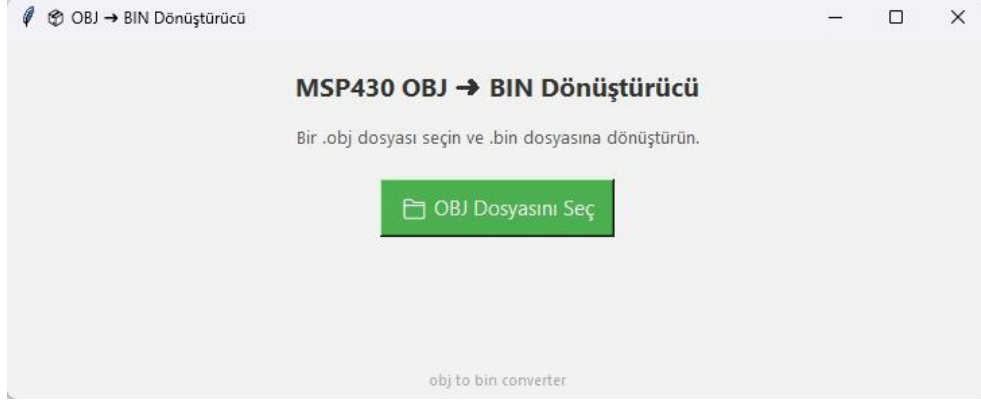 OBJ → BIN Dönüştürücü
MSP430 OBJ → BIN Dönüştürücü
Bir .obj dosyası seçin ve .bin dosyasına dönüştürün.
OBJ Dosyasını Seç
obj to bin converter